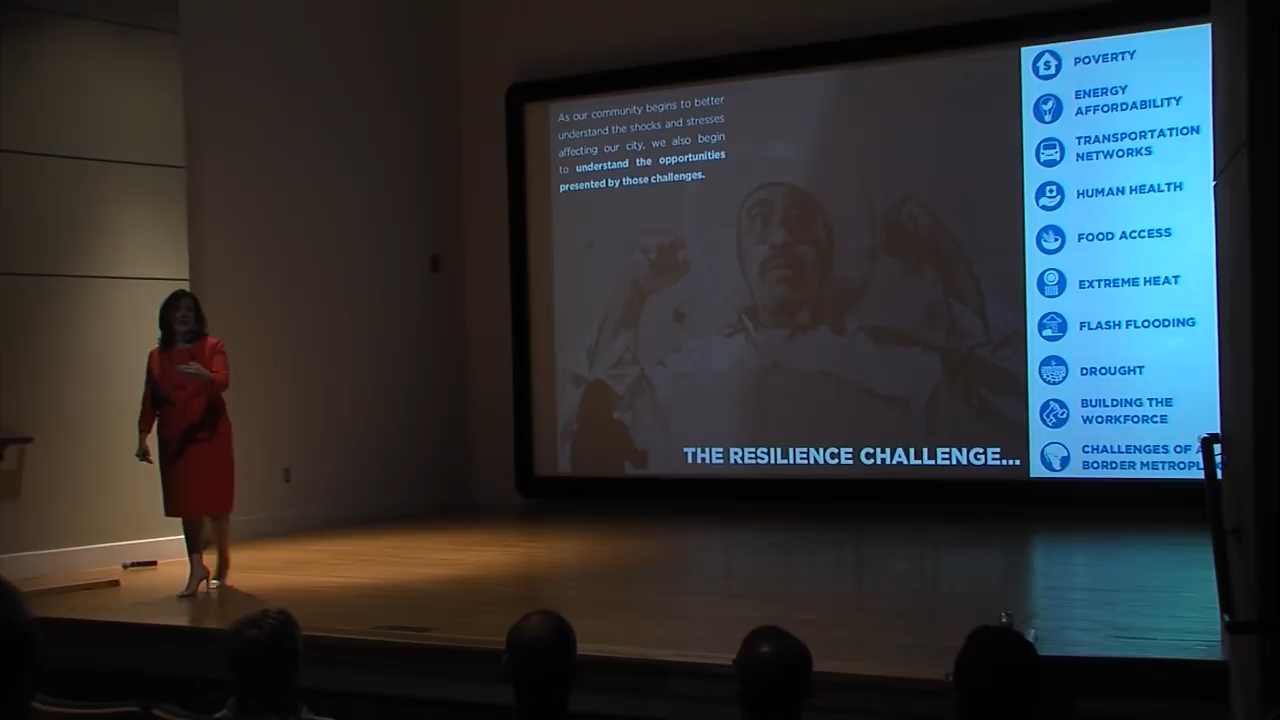 As our community begins to better
understand the shocks and stresses
affecting our city, we also begin
to understand the opportunities
presented by those challenges.
THE RESILIENCE CHALLENGE...
POVERTY
ENERGY
AFFORDABILITY
TRANSPORTATION
NETWORKS
HUMAN HEALTH
FOOD ACCESS
EXTREME HEAT
FLASH FLOODING
DROUGHT
BUILDING THE
WORKFORCE
CHALLENGES OF A
BORDER